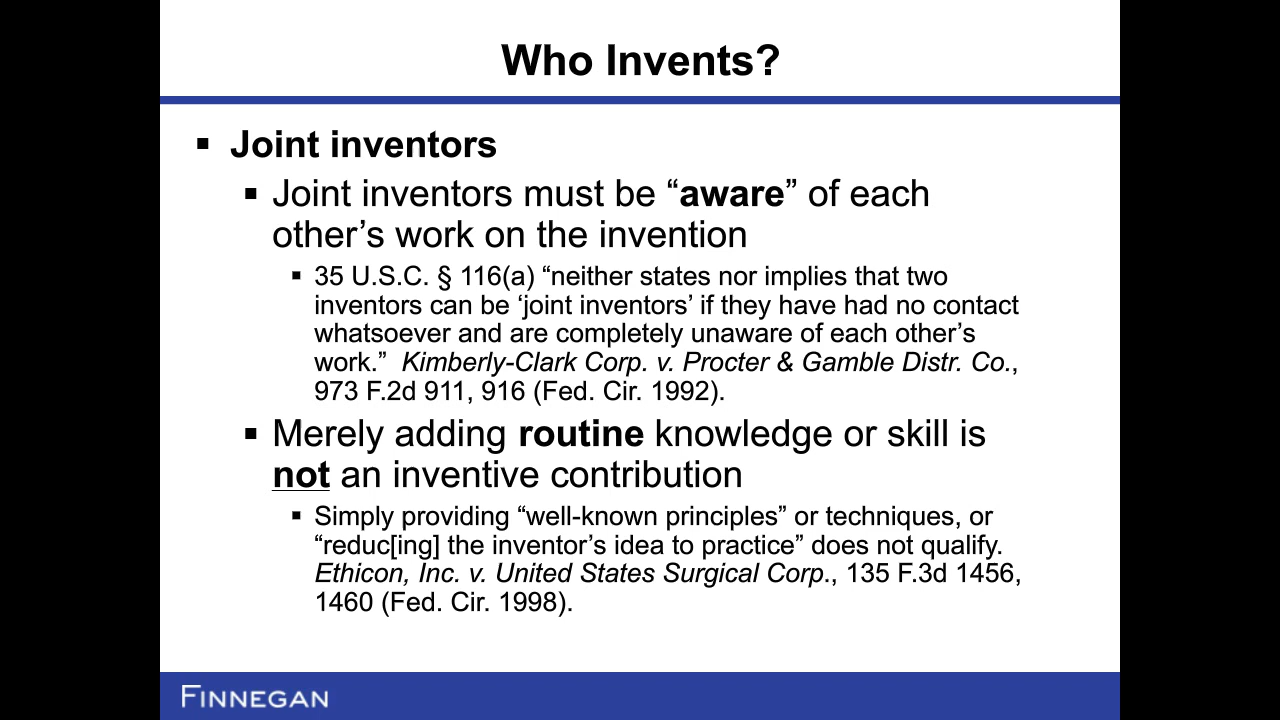 Who Invents?
▪ Joint inventors
▪ Joint inventors must be “aware” of each
other’s work on the invention
▪ 35 U.S.C. § 116(a) “neither states nor implies that two
inventors can be ‘joint inventors’ if they have had no contact
whatsoever and are completely unaware of each other’s
work.” Kimberly-Clark Corp. v. Procter & Gamble Distr. Co.,
973 F.2d 911, 916 (Fed. Cir. 1992).
▪ Merely adding routine knowledge or skill is
not an inventive contribution
▪ Simply providing “well-known principles” or techniques, or
“reduc[ing] the inventor’s idea to practice” does not qualify.
Ethicon, Inc. v. United States Surgical Corp., 135 F.3d 1456,
1460 (Fed. Cir. 1998).
FINNEGAN